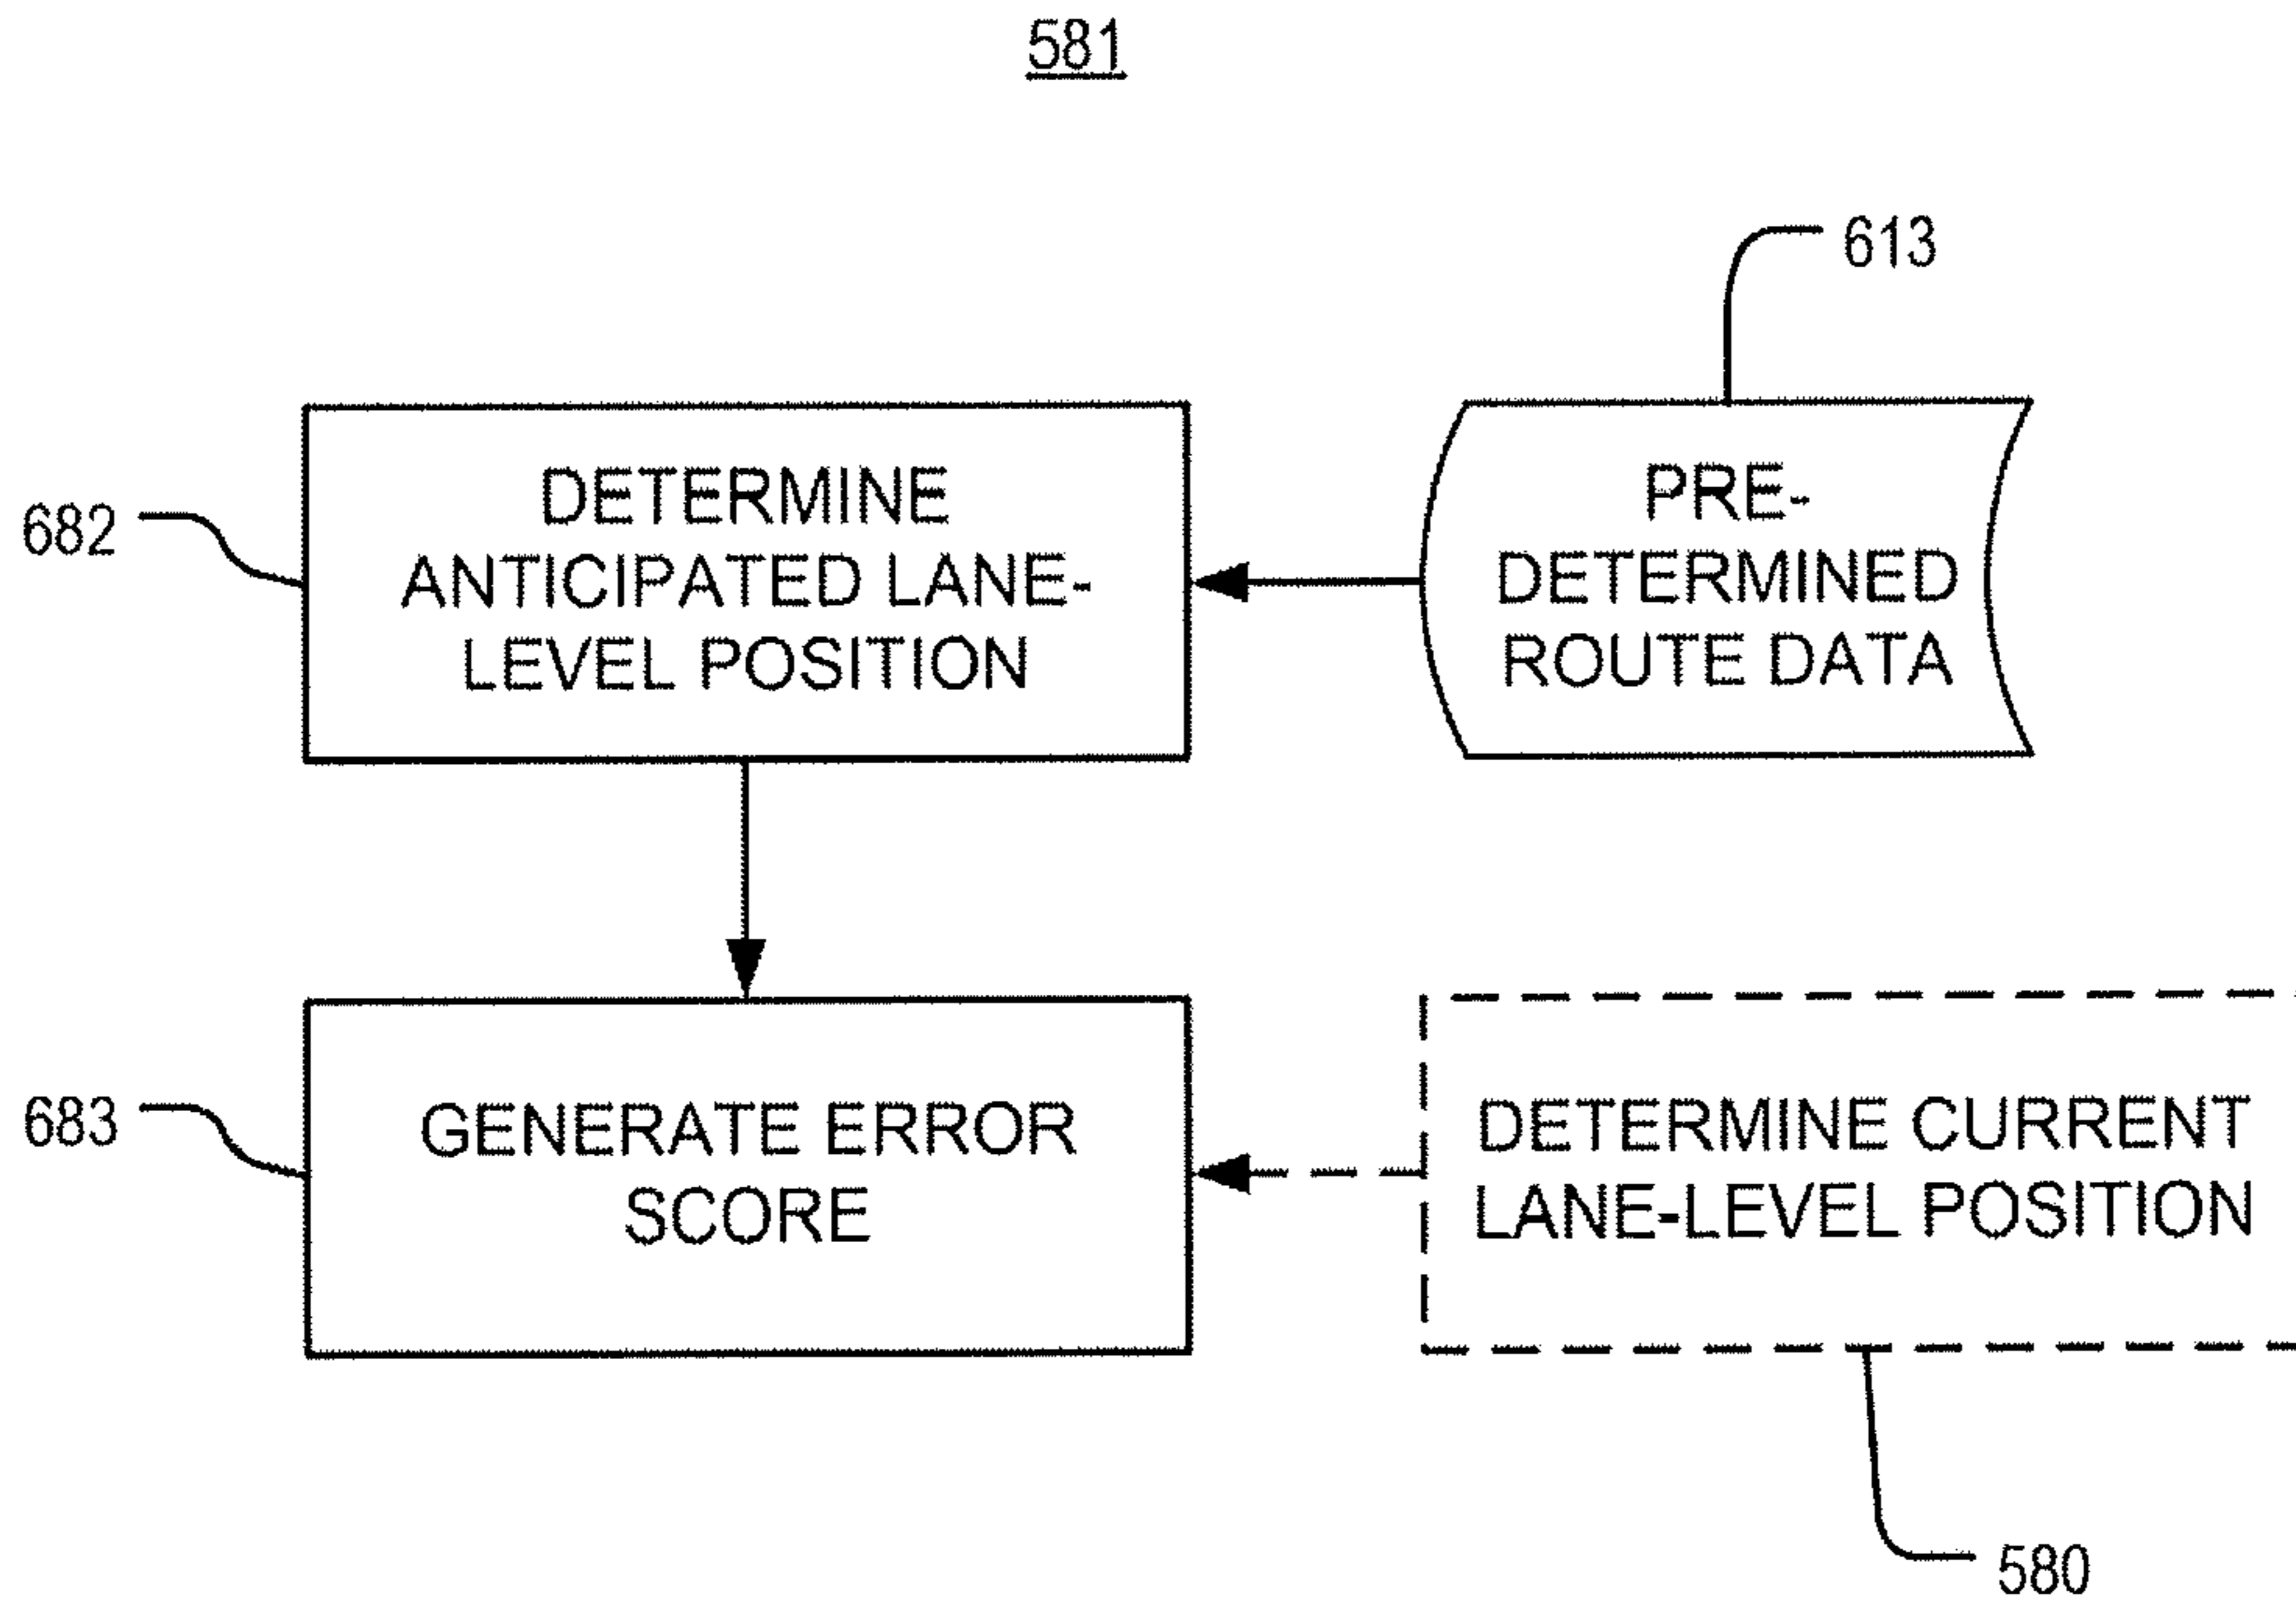 581
613
682
DETERMINE
ANTICIPATED LANE-
LEVEL POSITION
PRE-
DETERMINED
ROUTE DATA
683
GENERATE ERROR
SCORE
DETERMINE CURRENT
LANE-LEVEL POSITION
580